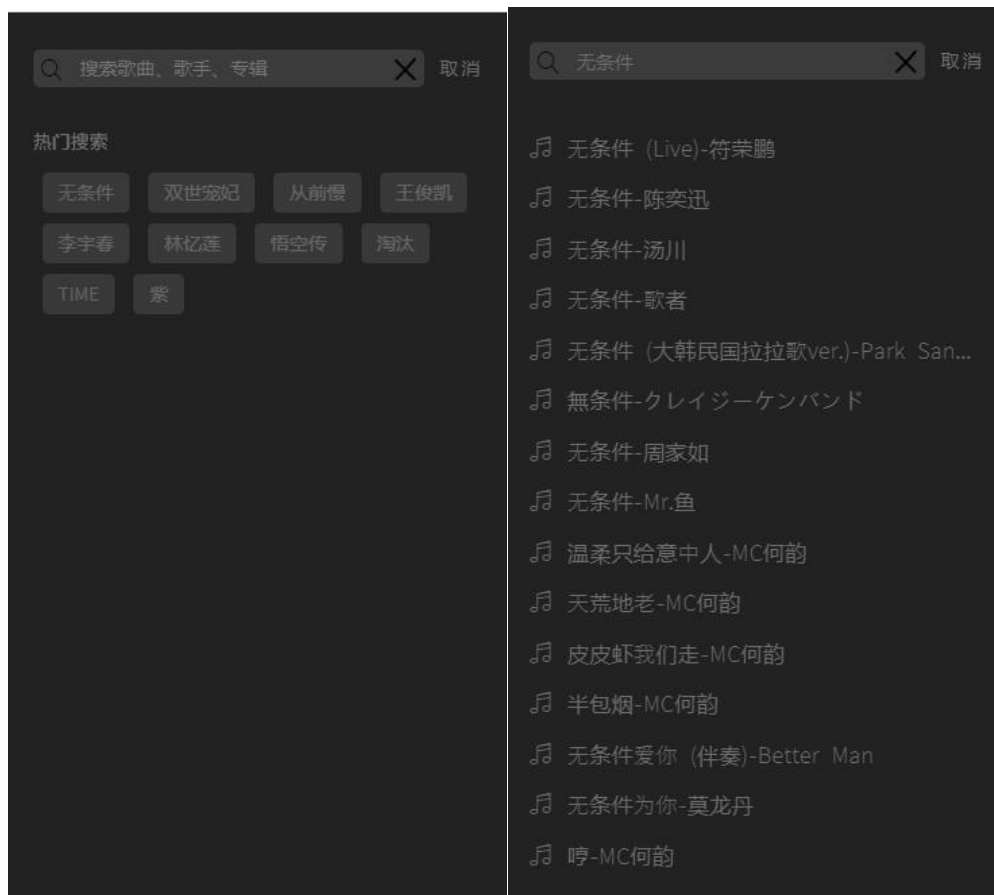 搜索歌曲、歌手、专辑 取消
热门搜索
无条件 双世宠妃 从前慢 王俊凯
李宇春 林忆莲 悟空传 淘汰
TIME 紫
无条件 取消
无条件 (Live)-符荣鹏
无条件-陈奕迅
无条件-汤川
无条件-歌者
无条件 (大韩民国拉拉歌ver.)-Park San...
無条件-クレイジーケンバンド
无条件-周家如
无条件-Mr.鱼
温柔只给意中人-MC何韵
天荒地老-MC何韵
皮皮虾我们走-MC何韵
半包烟-MC何韵
无条件爱你 (伴奏)-Better Man
无条件为你-莫龙丹
哼-MC何韵